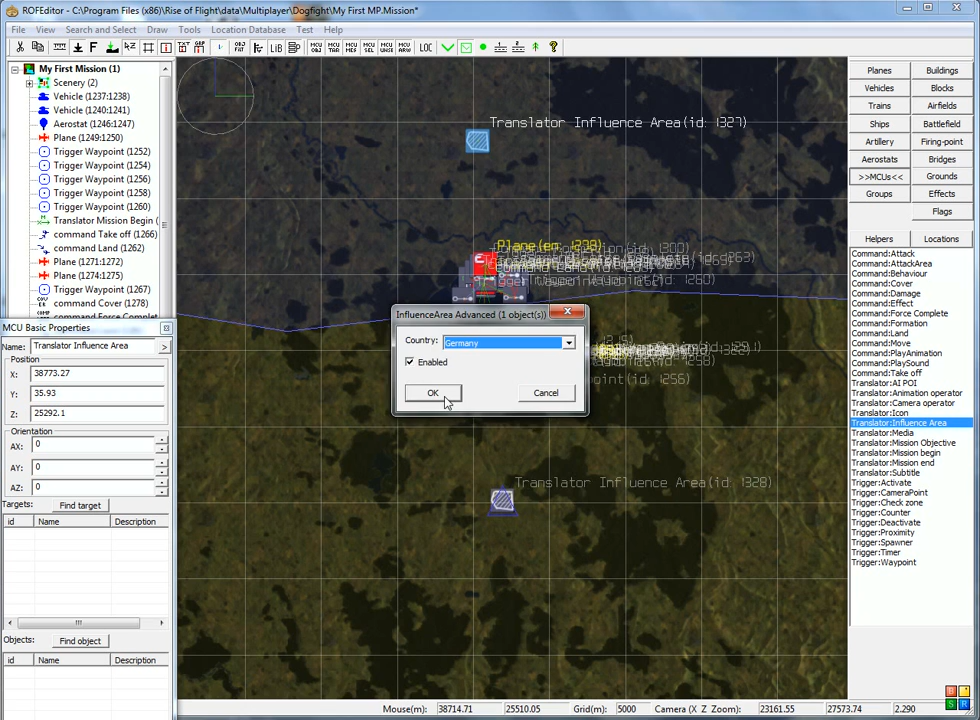 ROFEditor - C:\Program Files (x86)\Rise of Flight\data\Multiplayer\Dogfight\My First MP.Mission*
File View Search and Select Draw Tools Location Database Test Help
My First Mission (1)
Scenery (2)
Vehicle (1237:1238)
Vehicle (1240:1241)
Aerostat (1246:1247)
Plane (1249:1250)
Trigger Waypoint (1252)
Trigger Waypoint (1254)
Trigger Waypoint (1256)
Trigger Waypoint (1258)
Trigger Waypoint (1260)
Translator Mission Begin (
command Take off (1266)
command Land (1262)
command Force Complete
Plane (1271:1272)
Plane (1274:1275)
Trigger Waypoint (1267)
command Cover (1278)
command Force Complete
MCU Basic Properties
Name: Translator Influence Area >
Position
X: 38773.27
Y: 35.93
Z: 25292.1
Orientation
AX: 0
AY: 0
AZ: 0
Targets: Find target
id Name Description
Objects: Find object
id Name Description
Translator Influence Area(id: 1327)
Translator Influence Area(id: 1328)
InfluenceArea Advanced (1 object(s))
Country: Germany
Enabled
OK Cancel
Planes Buildings
Vehicles Blocks
Trains Airfields
Ships Battlefield
Artillery Firing-point
Aerostats Bridges
>>MCUs<< Grounds
Groups Effects
Flags
Helpers Locations
Command:Attack
Command:AttackArea
Command:Behaviour
Command:Cover
Command:Damage
Command:Effect
Command:Force Complete
Command:Formation
Command:Land
Command:Move
Command:PlayAnimation
Command:PlaySound
Command:Take off
Translator:AI POI
Translator:Animation operator
Translator:Camera operator
Translator:Icon
Translator:Influence Area
Translator:Media
Translator:Mission Objective
Translator:Mission begin
Translator:Mission end
Translator:Subtitle
Trigger:Activate
Trigger:CameraPoint
Trigger:Check zone
Trigger:Counter
Trigger:Deactivate
Trigger:Proximity
Trigger:Spawner
Trigger:Timer
Trigger:Waypoint
Mouse(m): 38714.71 25510.05 Grid(m): 5000 Camera (X Z Zoom): 23161.55 27573.74 2.290